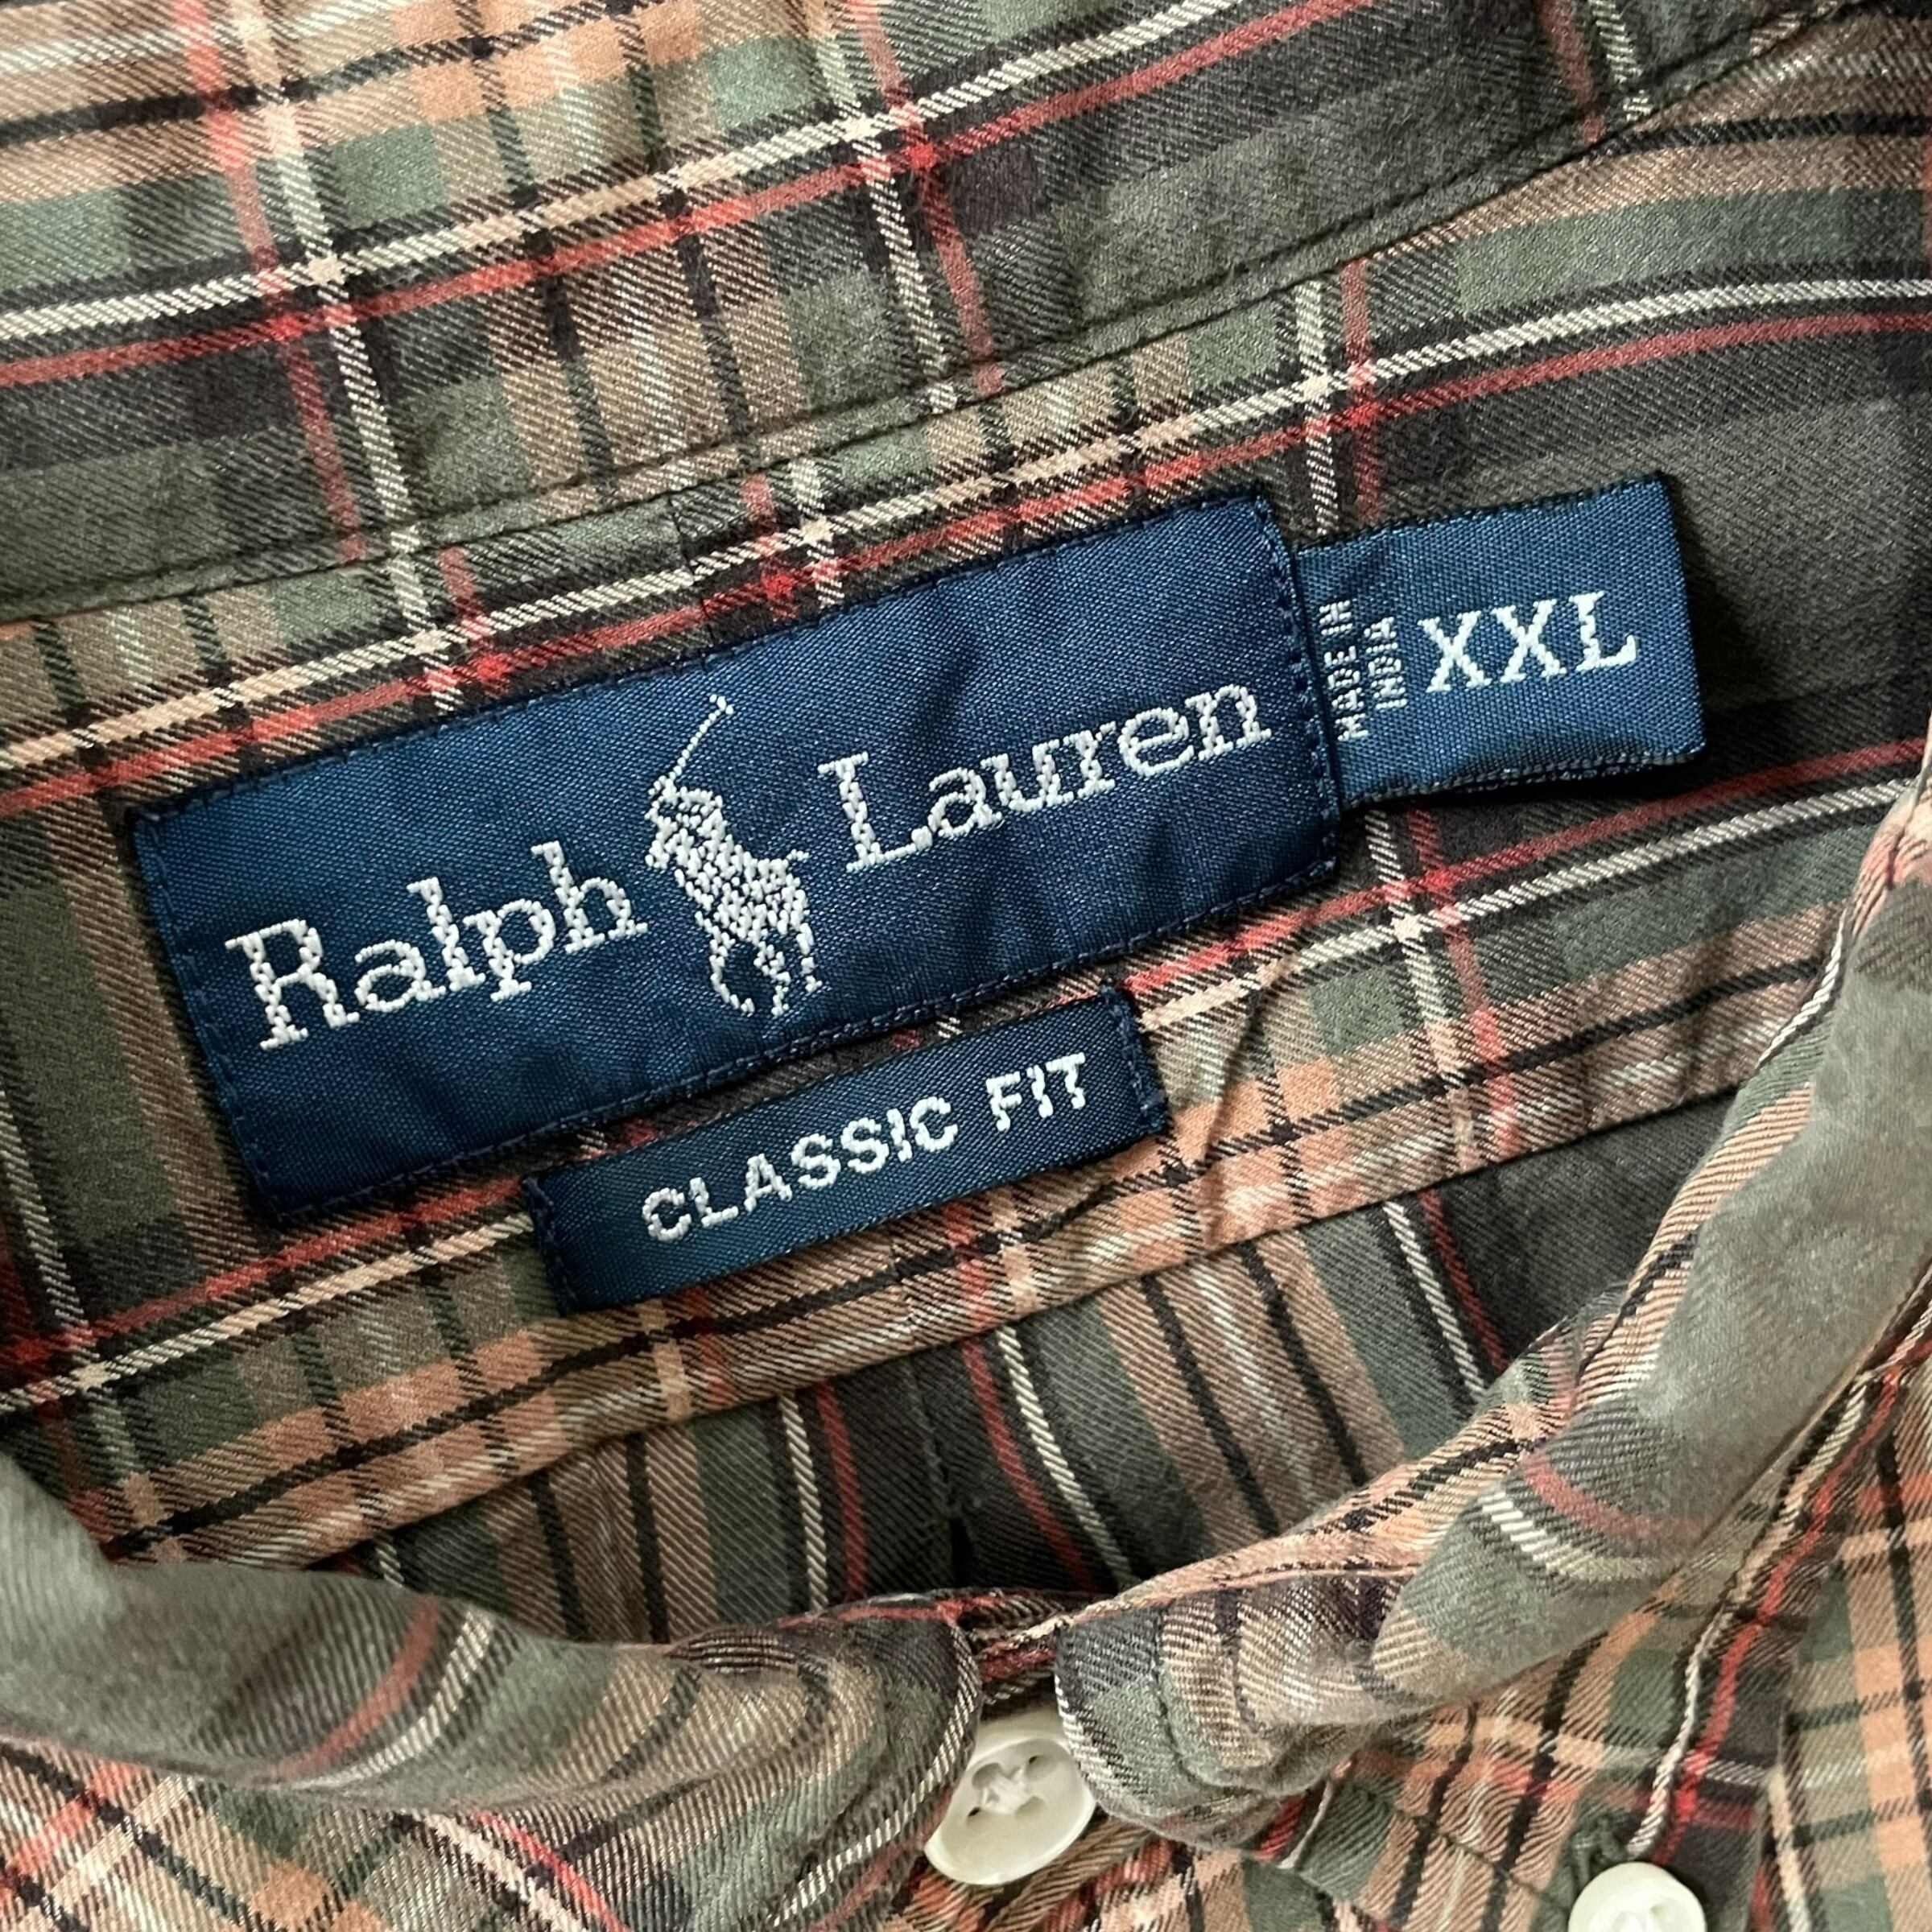 Ralph Lauren
MADE IN
INDIA
XXL
CLASSIC FIT